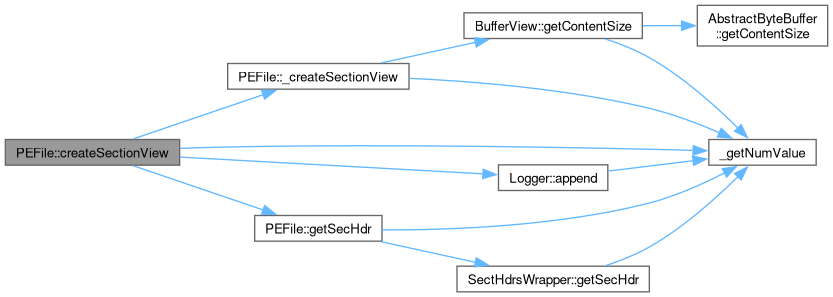 BufferView::getContentSize
AbstractByteBuffer
::getContentSize
PEFile::_createSectionView
PEFile::createSectionView
_getNumValue
Logger::append
PEFile::getSecHdr
SectHdrsWrapper::getSecHdr